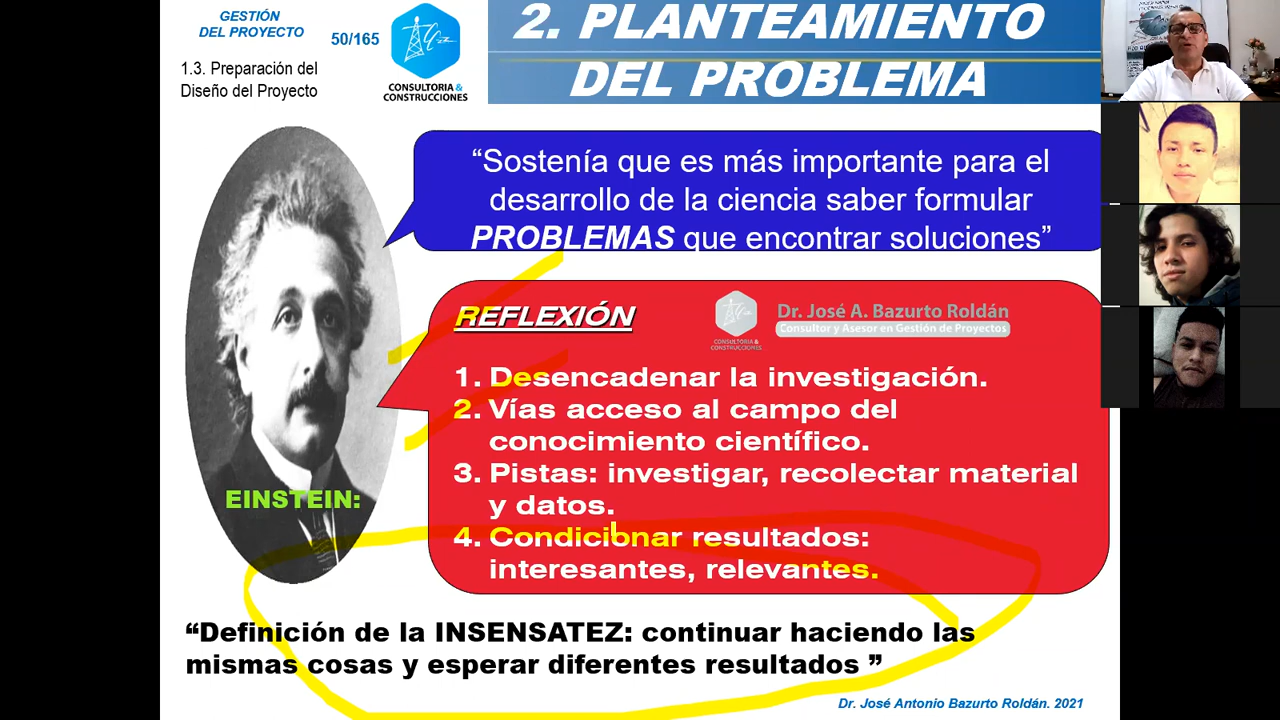 GESTIÓN
DEL PROYECTO
50/165
1.3. Preparación del
Diseño del Proyecto
CONSULTORIA&
CONSTRUCCIONES
2. PLANTEAMIENTO
DEL PROBLEMA
“Sostenía que es más importante para el
desarrollo de la ciencia saber formular
PROBLEMAS que encontrar soluciones”
REFLEXIÓN
CONSULTORIA&
CONSTRUCCIONES
Dr. José A. Bazurto Roldán
Consultor y Asesor en Gestión de Proyectos
1. Desencadenar la investigación.
2. Vías acceso al campo del
conocimiento científico.
3. Pistas: investigar, recolectar material
y datos.
4. Condicionar resultados:
interesantes, relevantes.
EINSTEIN:
“Definición de la INSENSATEZ: continuar haciendo las
mismas cosas y esperar diferentes resultados ”
Dr. José Antonio Bazurto Roldán. 2021